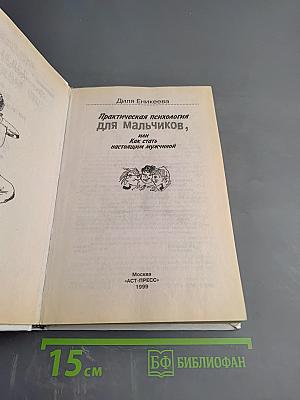 Диля Еникеева
Практическая психология
для мальчиков,
или
Как стать
настоящим мужчиной
Москва
«АСТ-ПРЕСС»
1999
15 см
БФ БИБЛИОФАН